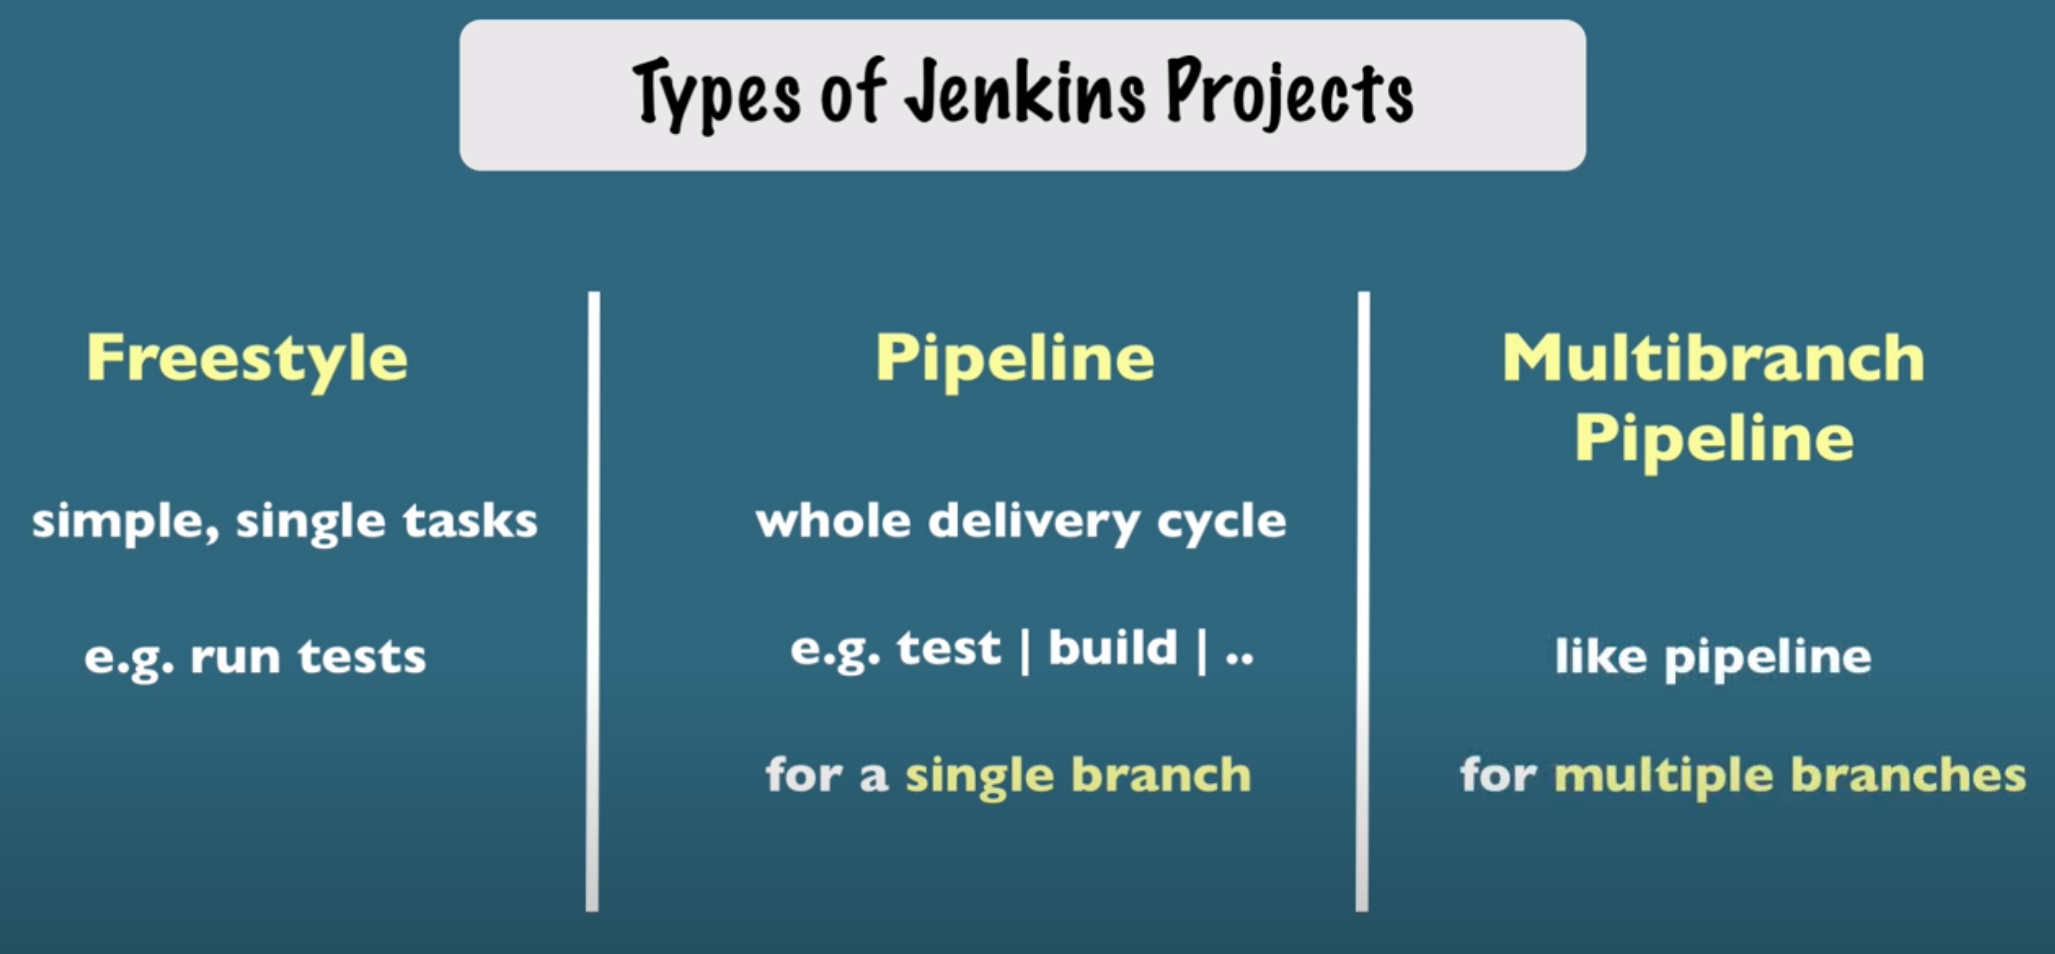 Types of Jenkins Projects
Freestyle
simple, single tasks
e.g. run tests
Pipeline
whole delivery cycle
e.g. test | build | ..
for a single branch
Multibranch
Pipeline
like pipeline
for multiple branches